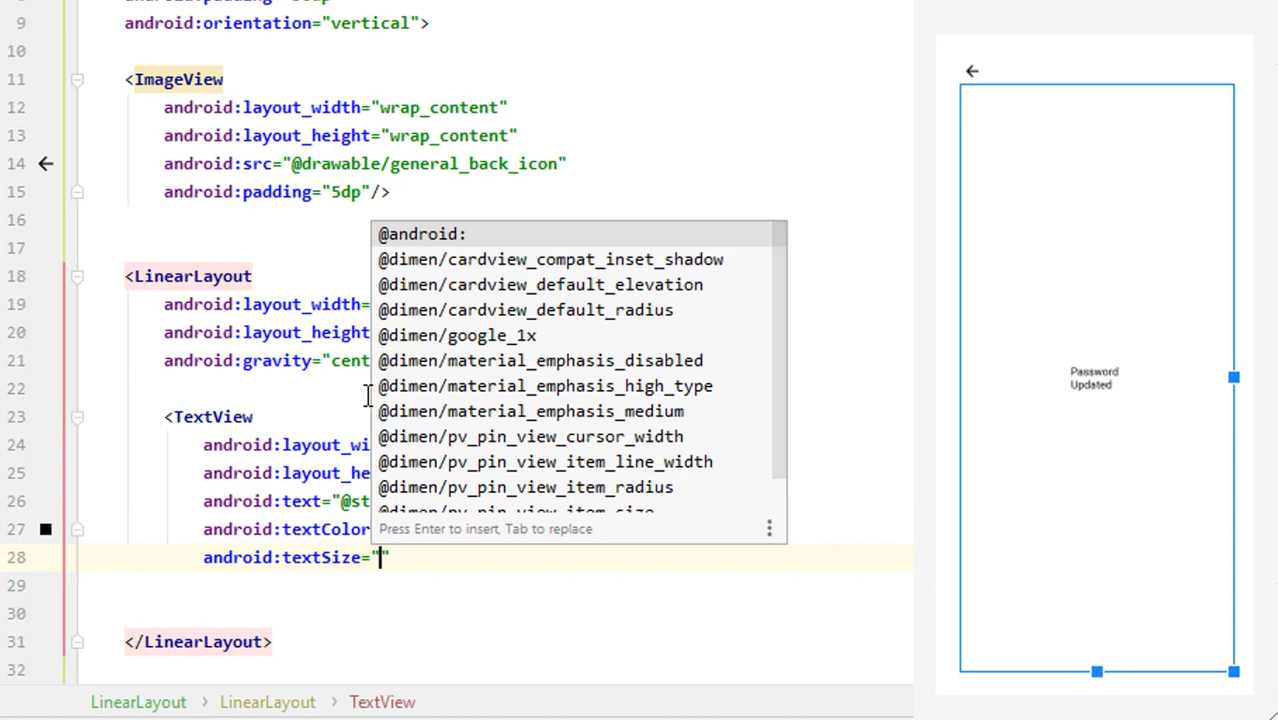 9 android:orientation="vertical">
10
11 <ImageView
12 android:layout_width="wrap_content"
13 android:layout_height="wrap_content"
14 android:src="@drawable/general_back_icon"
15 android:padding="5dp"/>
16
17
18 <LinearLayout
19 android:layout_width=
20 android:layout_height
21 android:gravity="cent
22
23 <TextView
24 android:layout_wi
25 android:layout_he
26 android:text="@st
27 android:textColor
28 android:textSize=""
29
30
31 </LinearLayout>
32
@android:
@dimen/cardview_compat_inset_shadow
@dimen/cardview_default_elevation
@dimen/cardview_default_radius
@dimen/google_1x
@dimen/material_emphasis_disabled
@dimen/material_emphasis_high_type
@dimen/material_emphasis_medium
@dimen/pv_pin_view_cursor_width
@dimen/pv_pin_view_item_line_width
@dimen/pv_pin_view_item_radius
@dimen/pv_pin_view_item_size
Press Enter to insert, Tab to replace
LinearLayout > LinearLayout > TextView
Password
Updated